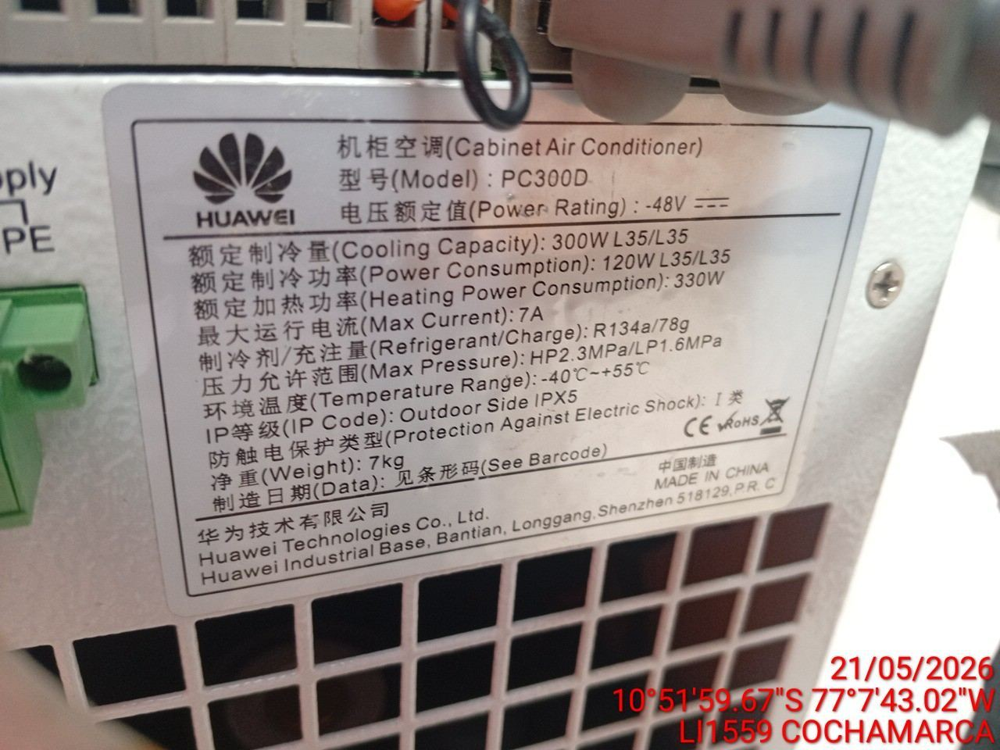 pply
PE
HUAWEI
机柜空调(Cabinet Air Conditioner)
型号(Model) : PC300D
电压额定值(Power Rating) : -48V
额定制冷量(Cooling Capacity): 300W L35/L35
额定制冷功率(Power Consumption): 120W L35/L35
额定加热功率(Heating Power Consumption): 330W
最大运行电流(Max Current): 7A
制冷剂/充注量(Refrigerant/Charge): R134a/78g
压力允许范围(Max Pressure): HP2.3MPa/LP1.6MPa
环境温度(Temperature Range): -40℃~+55℃
IP等级(IP Code): Outdoor Side IPX5
防触电保护类型(Protection Against Electric Shock): I 类
净重(Weight): 7kg
制造日期(Data): 见条形码(See Barcode)
CE RoHS
中国制造
MADE IN CHINA
华为技术有限公司
Huawei Technologies Co., Ltd.
Huawei Industrial Base, Bantian, Longgang,Shenzhen 518129,P.R. C
21/05/2026
10°51'59.67"S 77°7'43.02"W
LI1559 COCHAMARCA